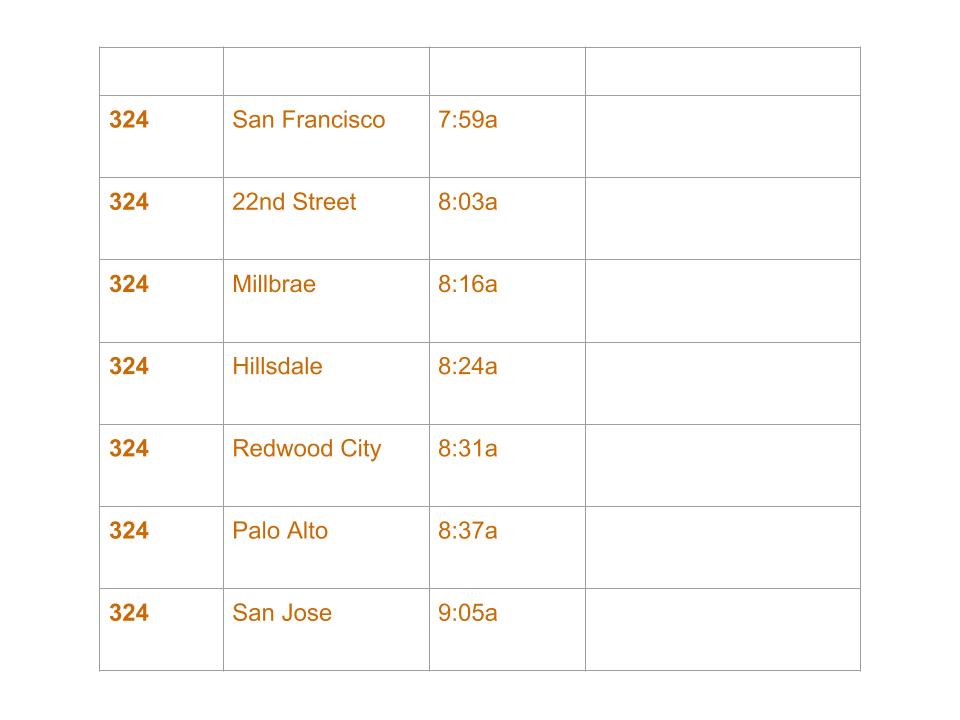 324 San Francisco 7:59a
324 22nd Street 8:03a
324 Millbrae 8:16a
324 Hillsdale 8:24a
324 Redwood City 8:31a
324 Palo Alto 8:37a
324 San Jose 9:05a